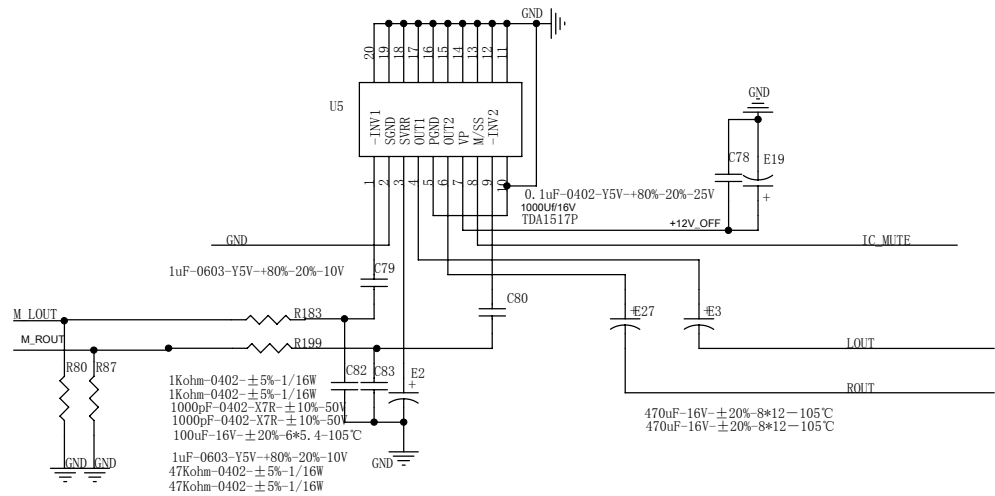 GND
20 19 18 17 16 15 14 13 12 11
U5
-INV1
SGND
SVRR
OUT1
PGND
OUT2
VP
M/SS
-INV2
1 2 3 4 5 6 7 8 9 10
GND
C78
E19
+
0.1uF-0402-Y5V-+80%-20%-25V
1000Uf/16V
TDA1517P
+12V_OFF
GND
IC_MUTE
1uF-0603-Y5V-+80%-20%-10V
C79
C80
M_LOUT
R183
+E27
+E3
M_ROUT
R199
LOUT
R80
R87
C82
C83
E2
+
1Kohm-0402-±5%-1/16W
1Kohm-0402-±5%-1/16W
1000pF-0402-X7R-±10%-50V
1000pF-0402-X7R-±10%-50V
100uF-16V-±20%-6*5.4-105℃
ROUT
470uF-16V-±20%-8*12-105℃
470uF-16V-±20%-8*12-105℃
GND
GND
GND
1uF-0603-Y5V-+80%-20%-10V
47Kohm-0402-±5%-1/16W
47Kohm-0402-±5%-1/16W